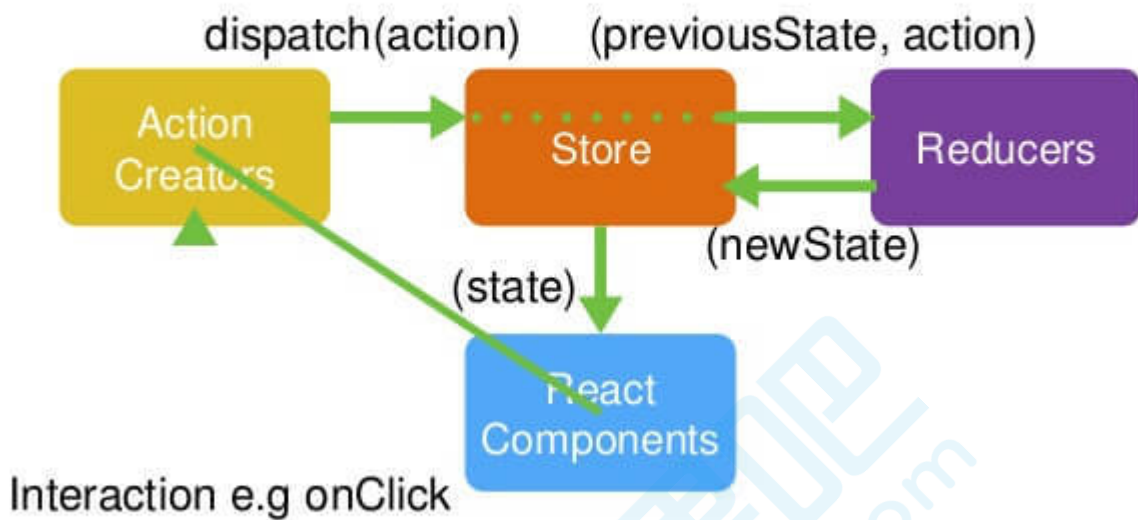 dispatch(action)
(previousState, action)
Action
Creators
Store
Reducers
(newState)
(state)
React
Components
Interaction e.g onClick